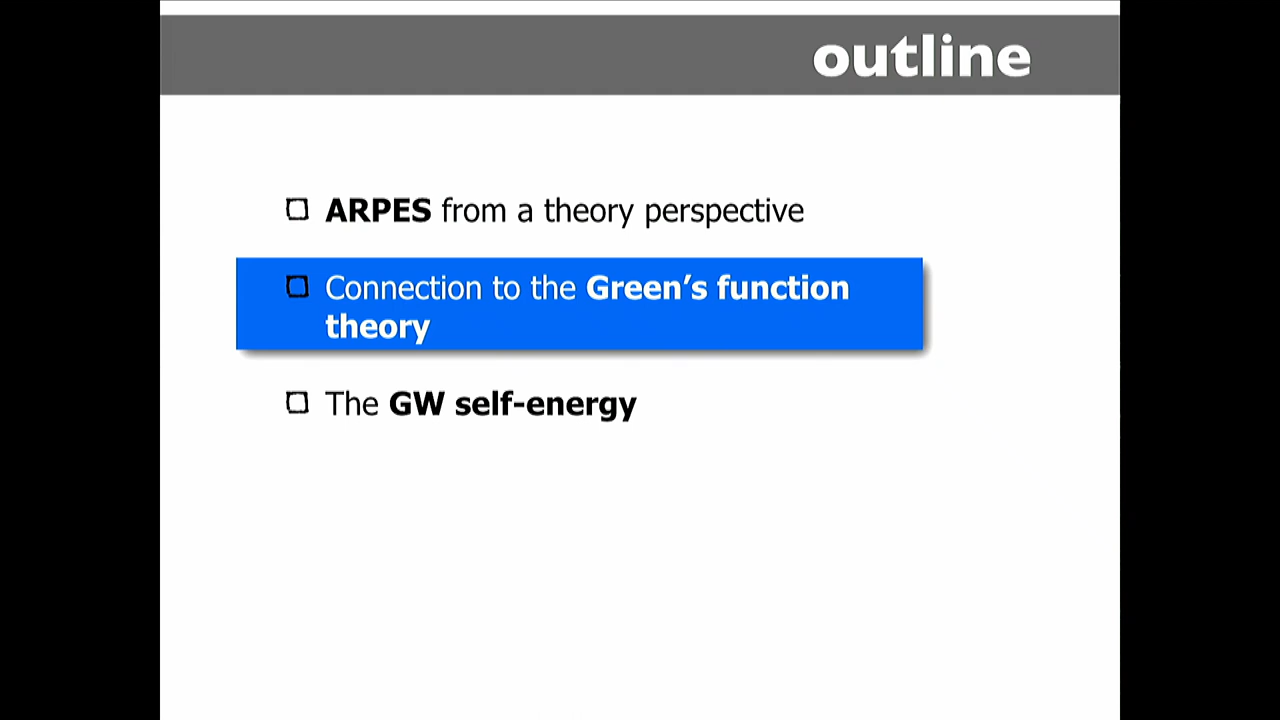 outline
ARPES from a theory perspective
Connection to the Green’s function
theory
The GW self-energy